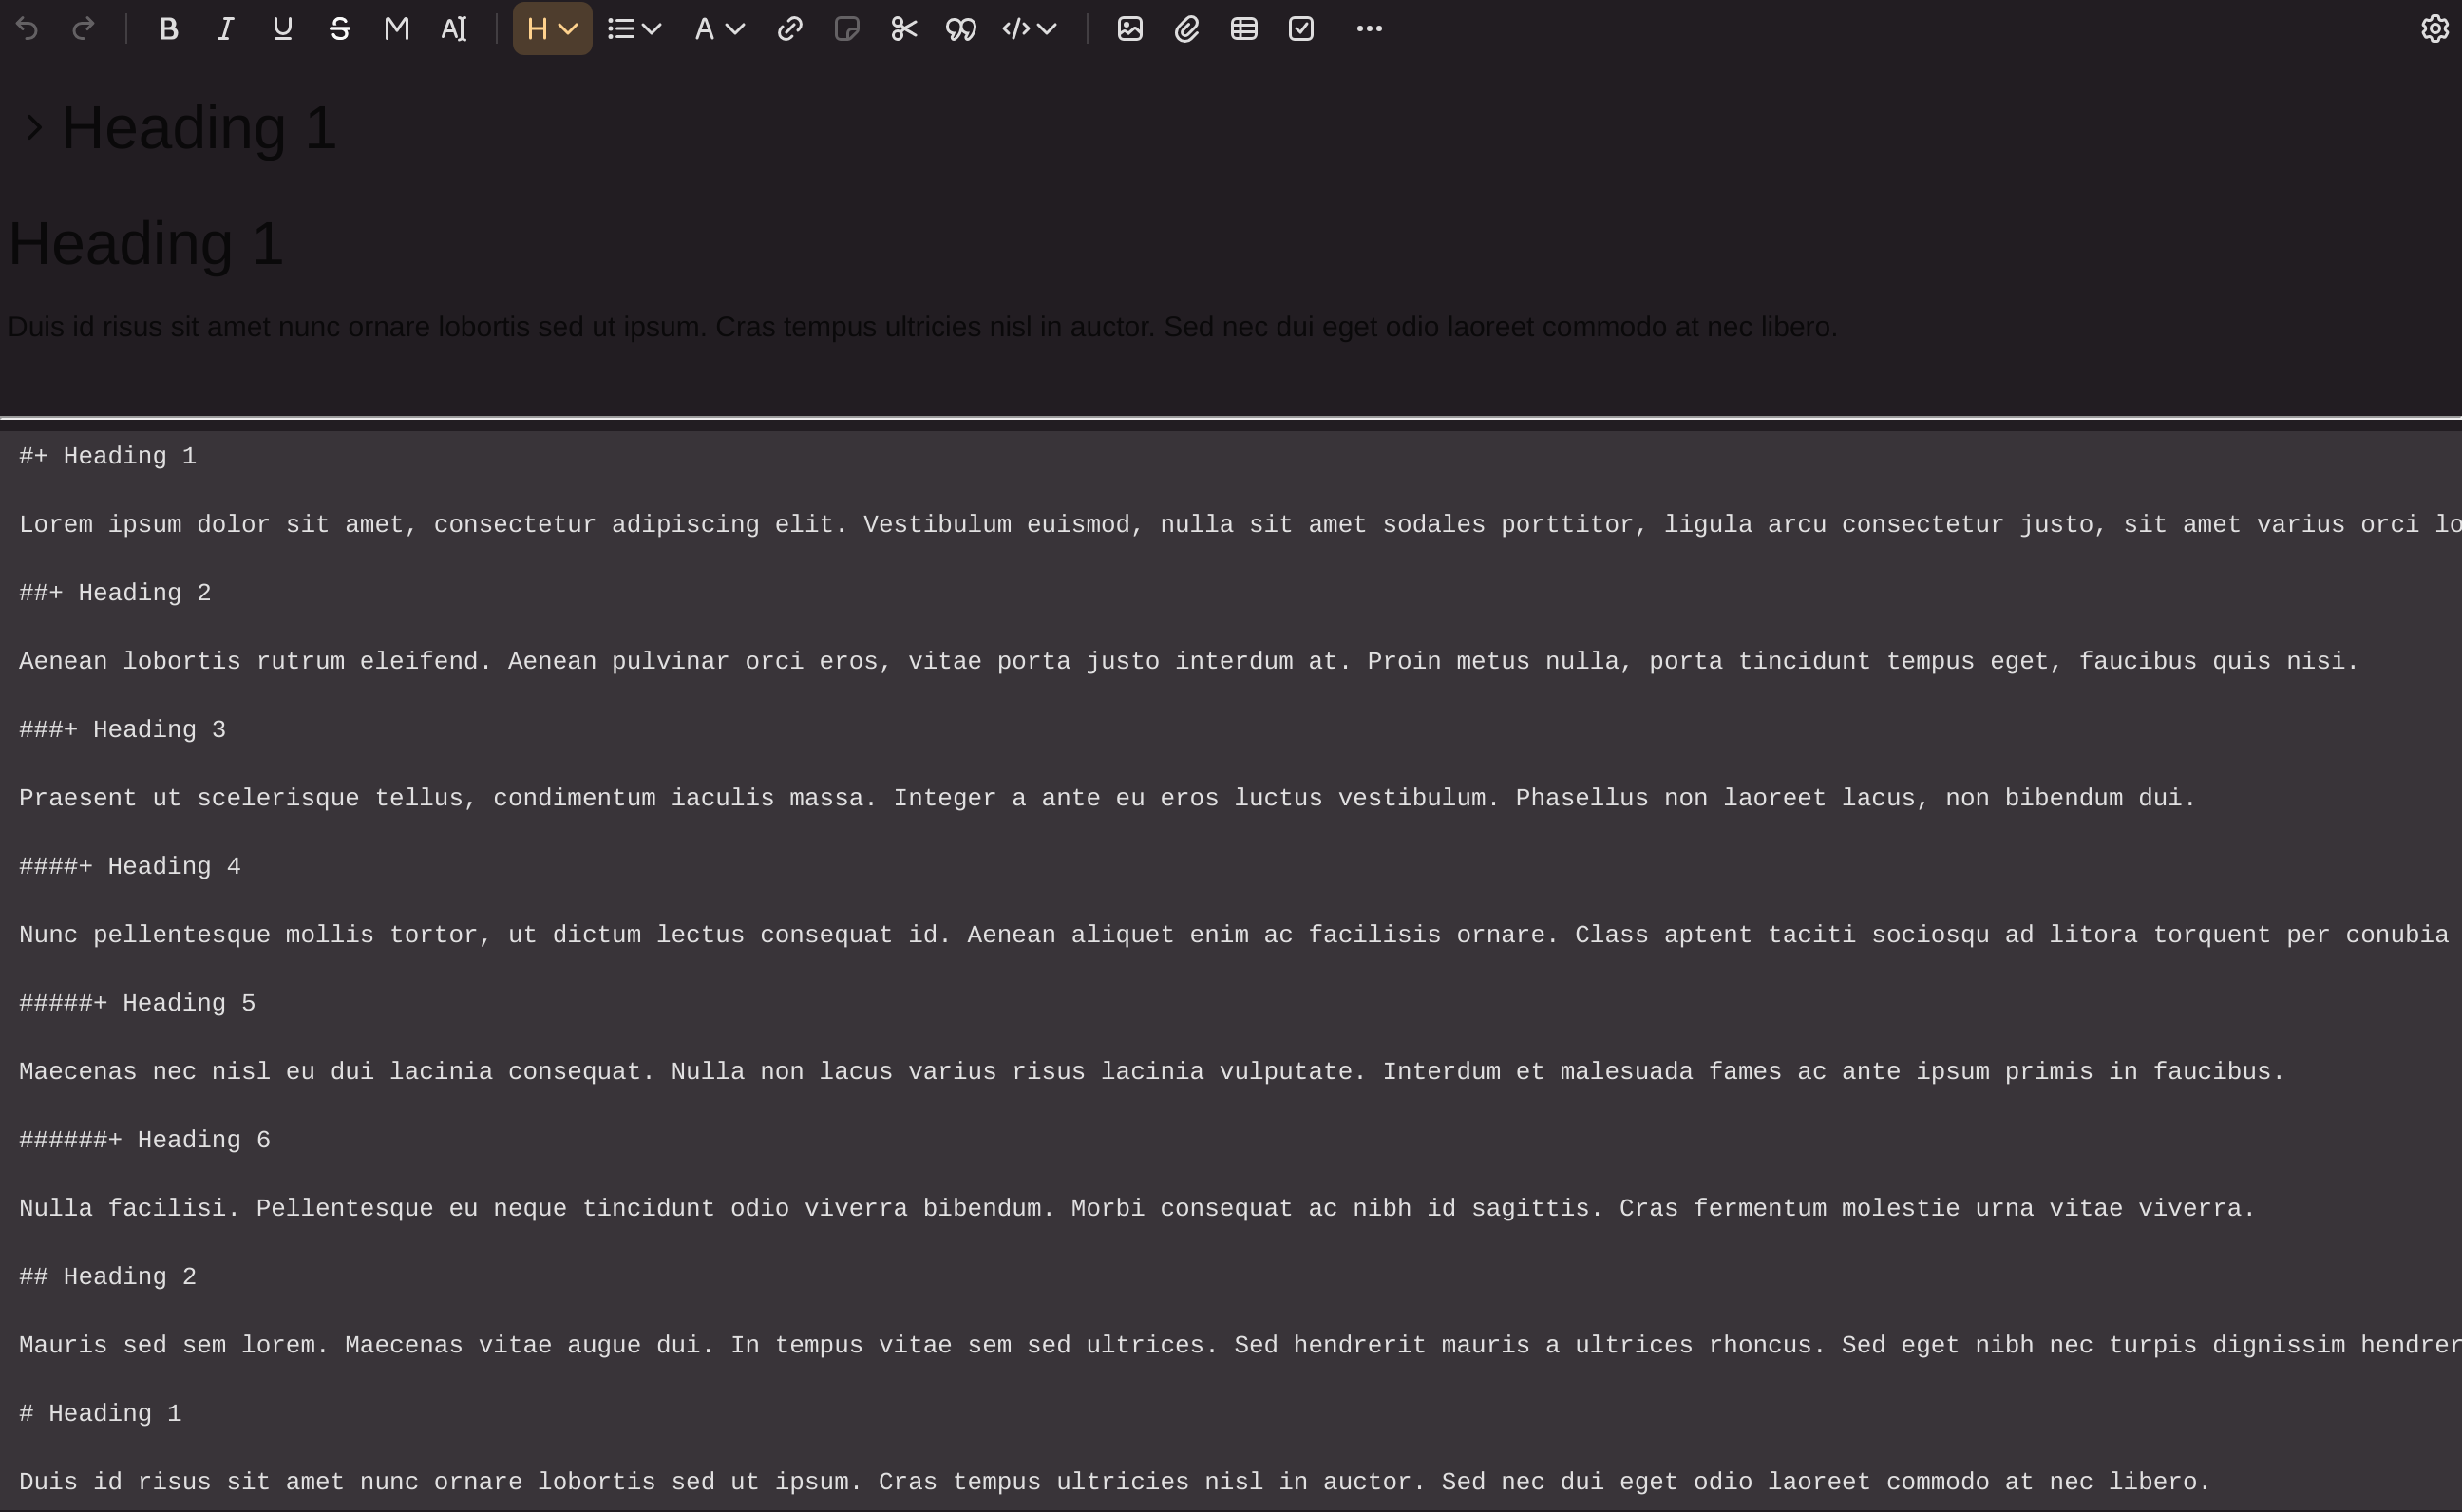 Heading 1
Heading 1
Duis id risus sit amet nunc ornare lobortis sed ut ipsum. Cras tempus ultricies nisl in auctor. Sed nec dui eget odio laoreet commodo at nec libero.
#+ Heading 1
Lorem ipsum dolor sit amet, consectetur adipiscing elit. Vestibulum euismod, nulla sit amet sodales porttitor, ligula arcu consectetur justo, sit amet varius orci lo
##+ Heading 2
Aenean lobortis rutrum eleifend. Aenean pulvinar orci eros, vitae porta justo interdum at. Proin metus nulla, porta tincidunt tempus eget, faucibus quis nisi.
###+ Heading 3
Praesent ut scelerisque tellus, condimentum iaculis massa. Integer a ante eu eros luctus vestibulum. Phasellus non laoreet lacus, non bibendum dui.
####+ Heading 4
Nunc pellentesque mollis tortor, ut dictum lectus consequat id. Aenean aliquet enim ac facilisis ornare. Class aptent taciti sociosqu ad litora torquent per conubia
#####+ Heading 5
Maecenas nec nisl eu dui lacinia consequat. Nulla non lacus varius risus lacinia vulputate. Interdum et malesuada fames ac ante ipsum primis in faucibus.
######+ Heading 6
Nulla facilisi. Pellentesque eu neque tincidunt odio viverra bibendum. Morbi consequat ac nibh id sagittis. Cras fermentum molestie urna vitae viverra.
## Heading 2
Mauris sed sem lorem. Maecenas vitae augue dui. In tempus vitae sem sed ultrices. Sed hendrerit mauris a ultrices rhoncus. Sed eget nibh nec turpis dignissim hendrer
# Heading 1
Duis id risus sit amet nunc ornare lobortis sed ut ipsum. Cras tempus ultricies nisl in auctor. Sed nec dui eget odio laoreet commodo at nec libero.